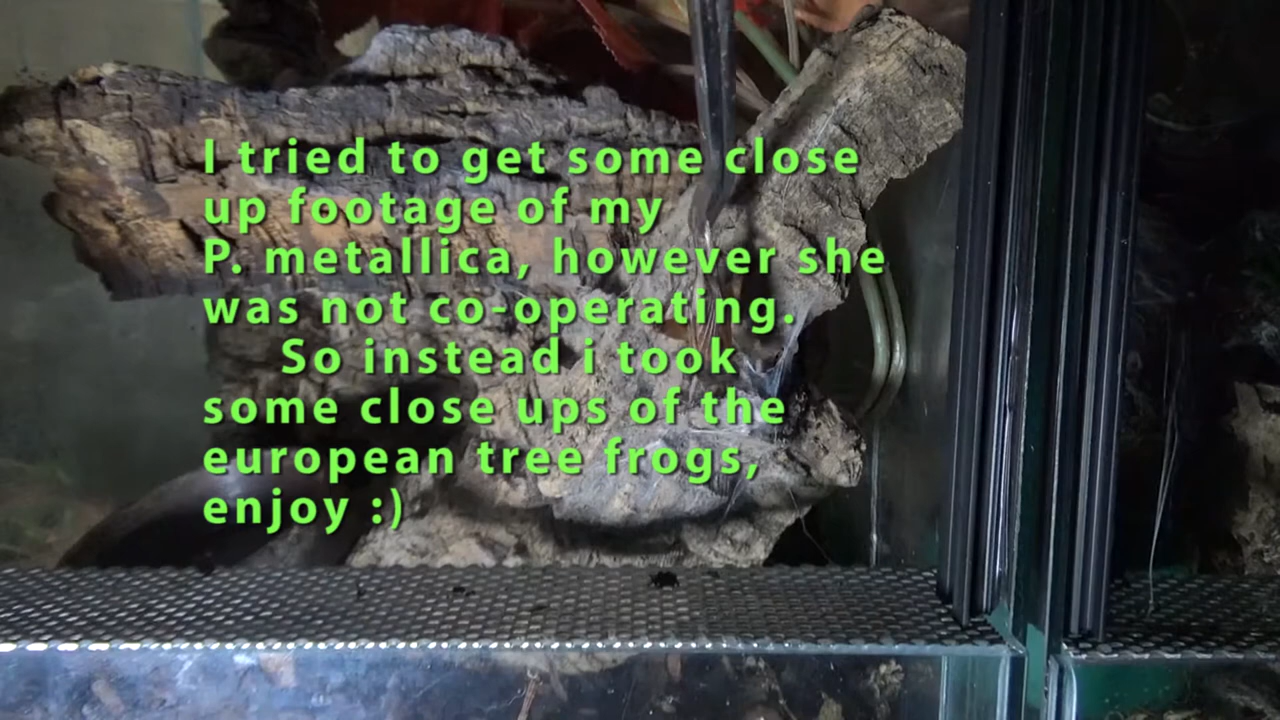 I tried to get some close
up footage of my
P. metallica, however she
was not co-operating.
So instead i took
some close ups of the
european tree frogs,
enjoy :)